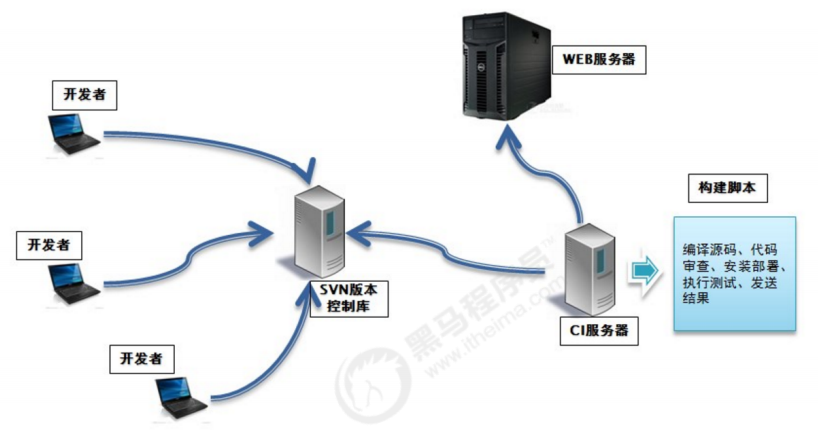 WEB服务器
开发者
构建脚本
开发者
编译源码、代码
审查、安装部署、
执行测试、发送
结果
SVN版本
控制库
CI服务器
开发者
黑马程序员™
www.itheima.com